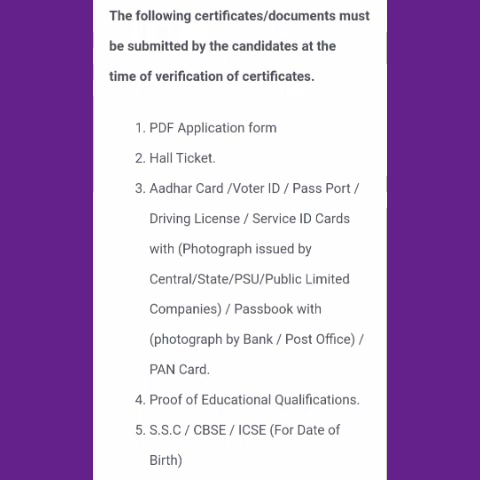 The following certificates/documents must
be submitted by the candidates at the
time of verification of certificates.
1. PDF Application form
2. Hall Ticket.
3. Aadhar Card /Voter ID / Pass Port /
Driving License / Service ID Cards
with (Photograph issued by
Central/State/PSU/Public Limited
Companies) / Passbook with
(photograph by Bank / Post Office) /
PAN Card.
4. Proof of Educational Qualifications.
5. S.S.C / CBSE / ICSE (For Date of
Birth)